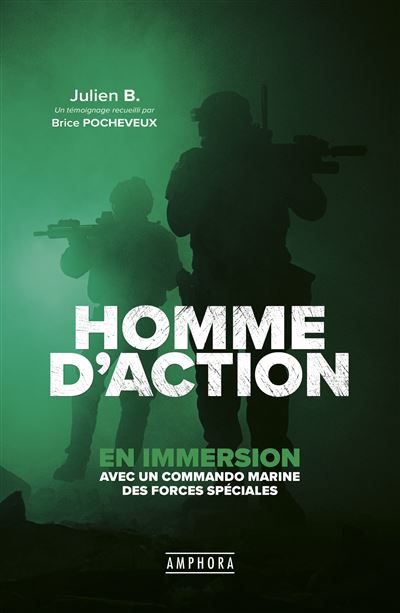 Julien B.
Un témoignage recueilli par
Brice POCHEVEUX
HOMME
D'ACTION
EN IMMERSION
AVEC UN COMMANDO MARINE
DES FORCES SPÉCIALES
AMPHORA